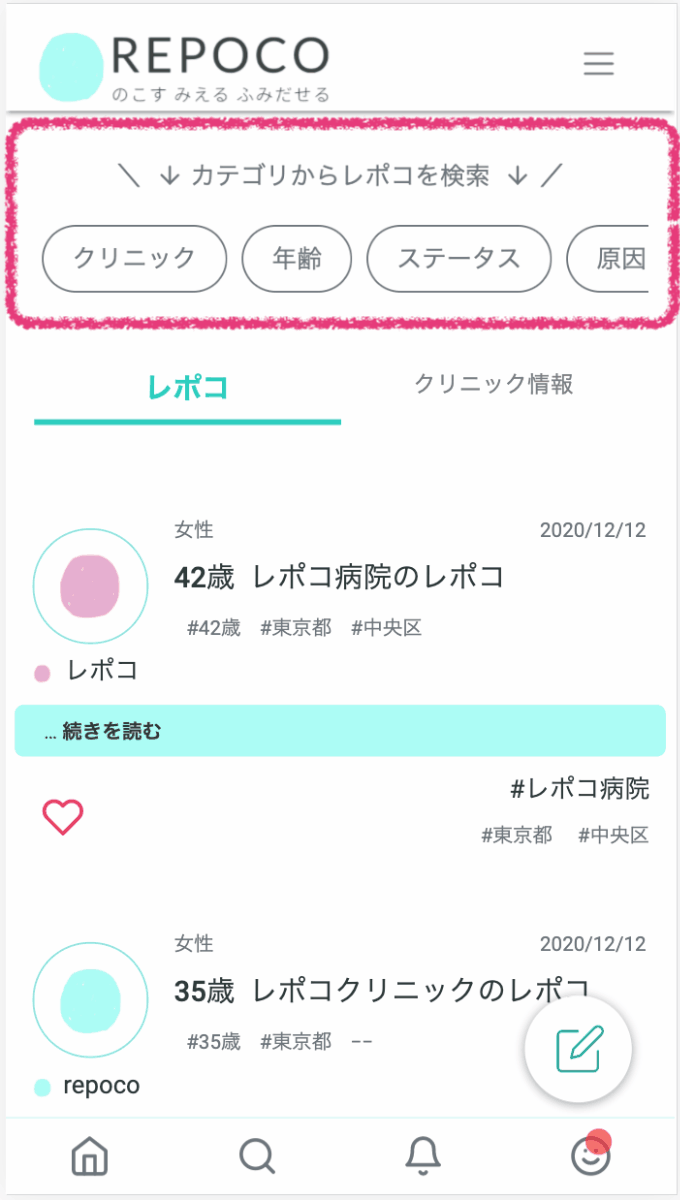 REPOCO
のこす みえる ふみだせる
＼ ↓ カテゴリからレポコを検索 ↓ ／
クリニック 年齢 ステータス 原因
レポコ クリニック情報
女性 2020/12/12
42歳 レポコ病院のレポコ
#42歳 #東京都 #中央区
レポコ
... 続きを読む
#レポコ病院
#東京都 #中央区
女性 2020/12/12
35歳 レポコクリニックのレポコ
#35歳 #東京都 --
repoco